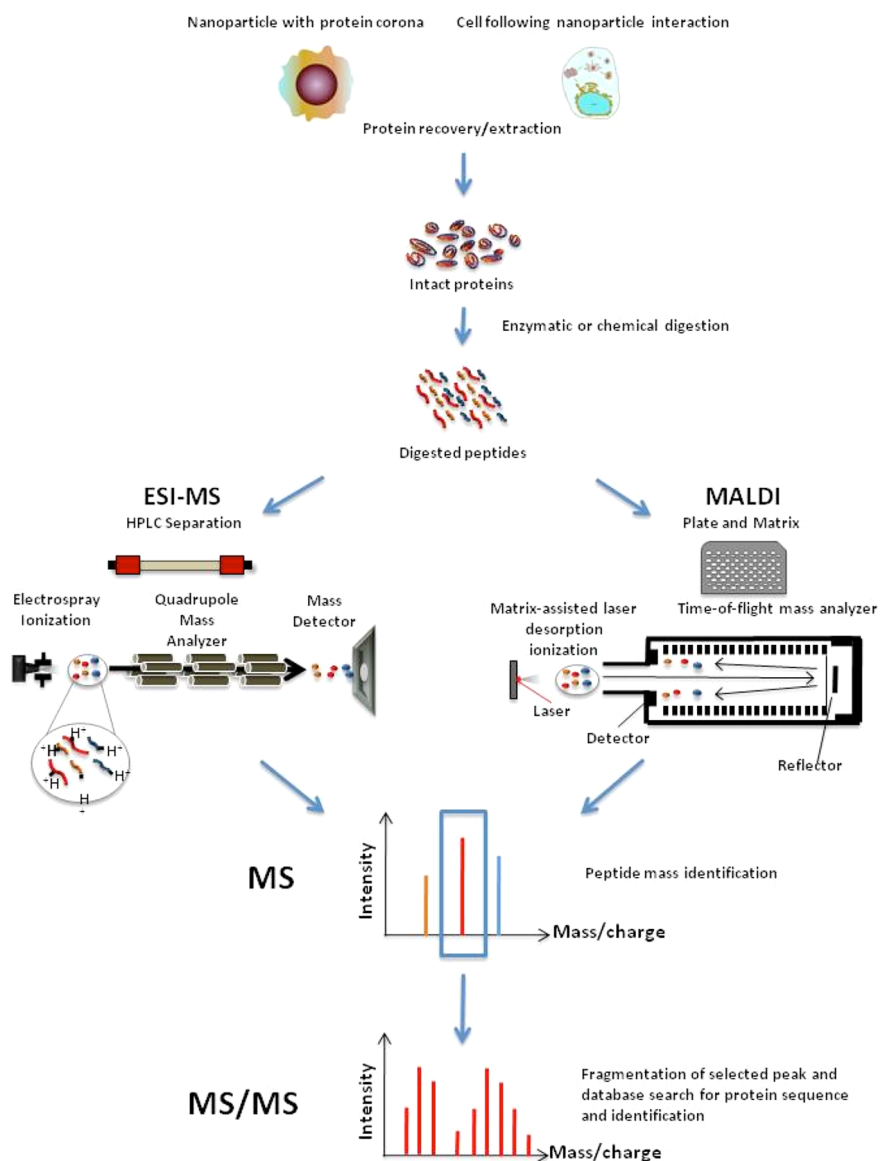 Nanoparticle with protein corona
Cell following nanoparticle interaction
Protein recovery/extraction
Intact proteins
Enzymatic or chemical digestion
Digested peptides
ESI-MS
HPLC Separation
MALDI
Plate and Matrix
Electrospray
Ionization
Quadrupole
Mass
Analyzer
Mass
Detector
Matrix-assisted laser
desorption
ionization
Time-of-flight mass analyzer
Laser
Detector
Reflector
H⁺
⁺H
H⁺
H⁺
⁺H
H
+
MS
Intensity
Mass/charge
Peptide mass identification
MS/MS
Intensity
Mass/charge
Fragmentation of selected peak and
database search for protein sequence
and identification